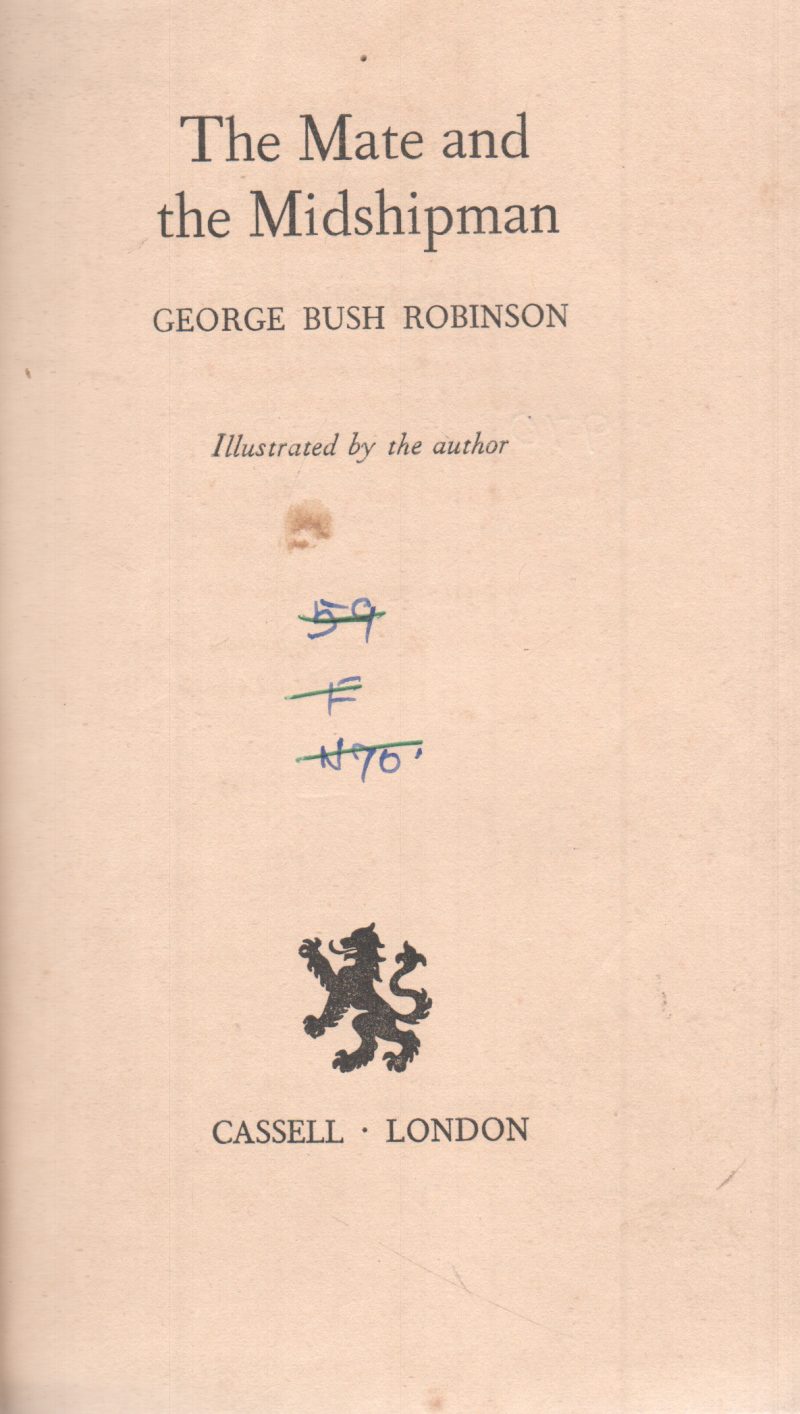 The Mate and
the Midshipman
GEORGE BUSH ROBINSON
Illustrated by the author
59
F
N70'
CASSELL · LONDON